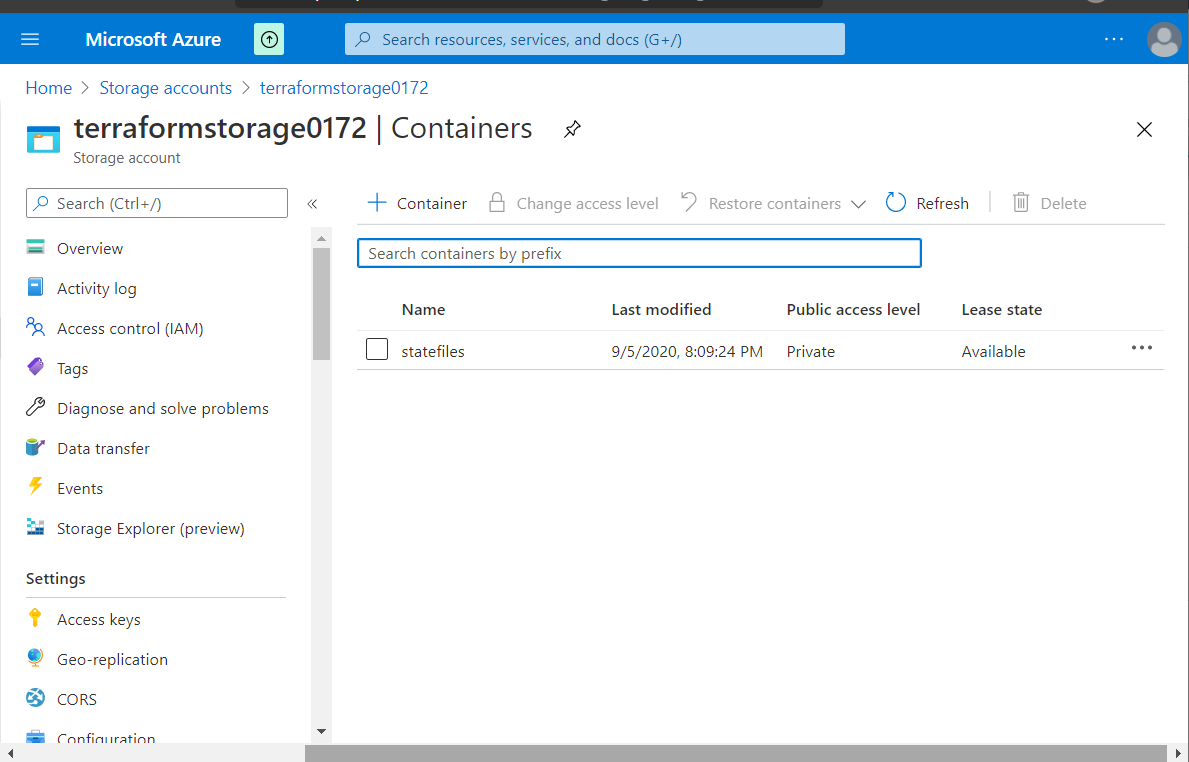 Microsoft Azure
Search resources, services, and docs (G+/)
Home > Storage accounts > terraformstorage0172
terraformstorage0172 | Containers
Storage account
Search (Ctrl+/)
Overview
Activity log
Access control (IAM)
Tags
Diagnose and solve problems
Data transfer
Events
Storage Explorer (preview)
Settings
Access keys
Geo-replication
CORS
Configuration
+ Container Change access level Restore containers Refresh Delete
Search containers by prefix
Name Last modified Public access level Lease state
statefiles 9/5/2020, 8:09:24 PM Private Available